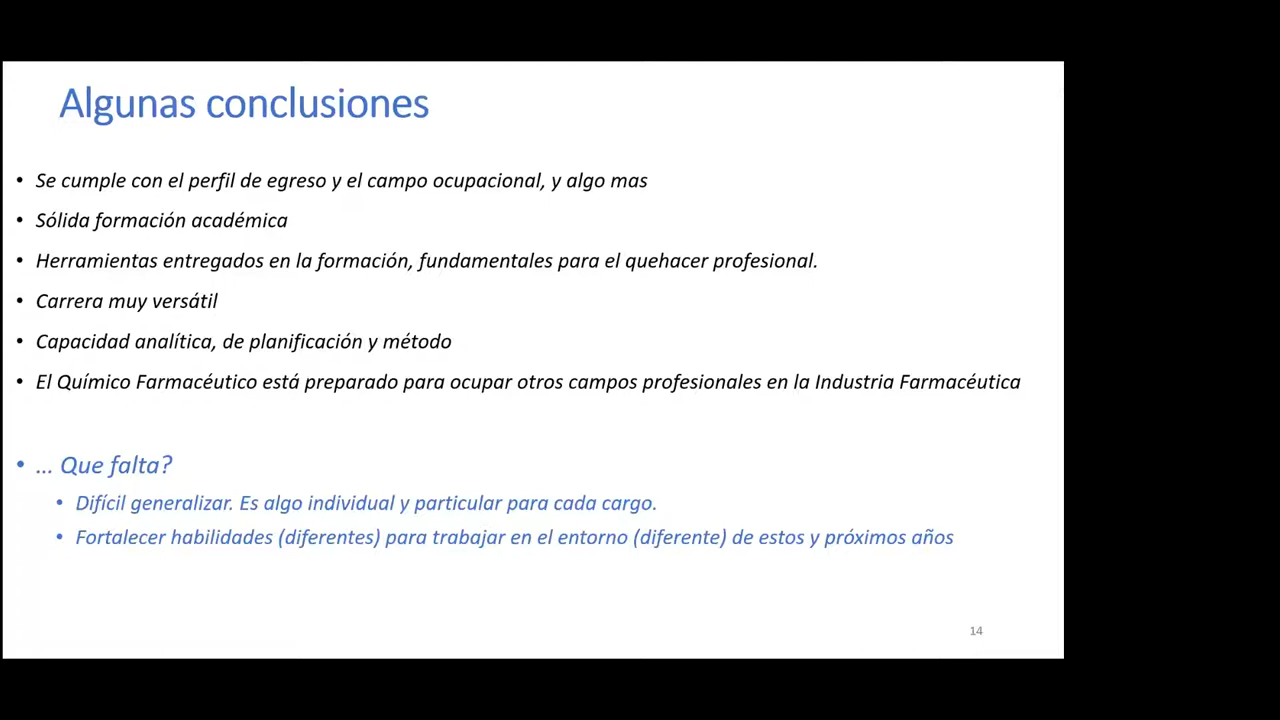 Algunas conclusiones
• Se cumple con el perfil de egreso y el campo ocupacional, y algo mas
• Sólida formación académica
• Herramientas entregados en la formación, fundamentales para el quehacer profesional.
• Carrera muy versátil
• Capacidad analítica, de planificación y método
• El Químico Farmacéutico está preparado para ocupar otros campos profesionales en la Industria Farmacéutica
• ... Que falta?
• Difícil generalizar. Es algo individual y particular para cada cargo.
• Fortalecer habilidades (diferentes) para trabajar en el entorno (diferente) de estos y próximos años
14